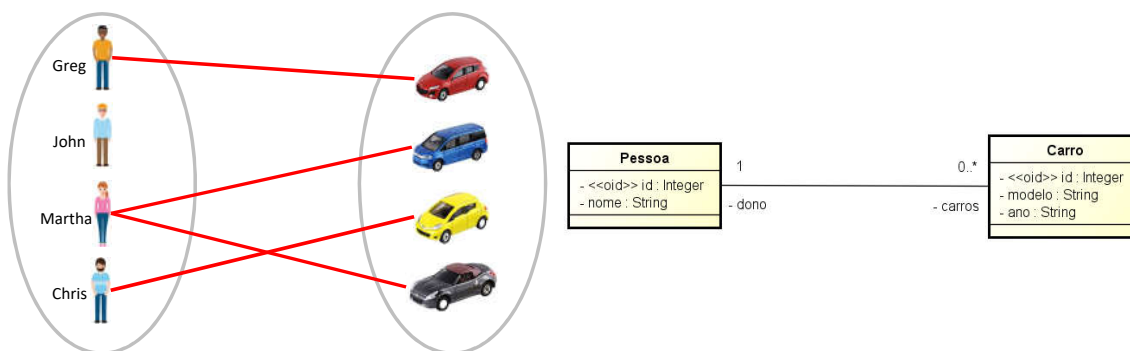 Greg
John
Martha
Chris
Pessoa
- <<oid>> id : Integer
- nome : String
1
0..*
- dono
- carros
Carro
- <<oid>> id : Integer
- modelo : String
- ano : String